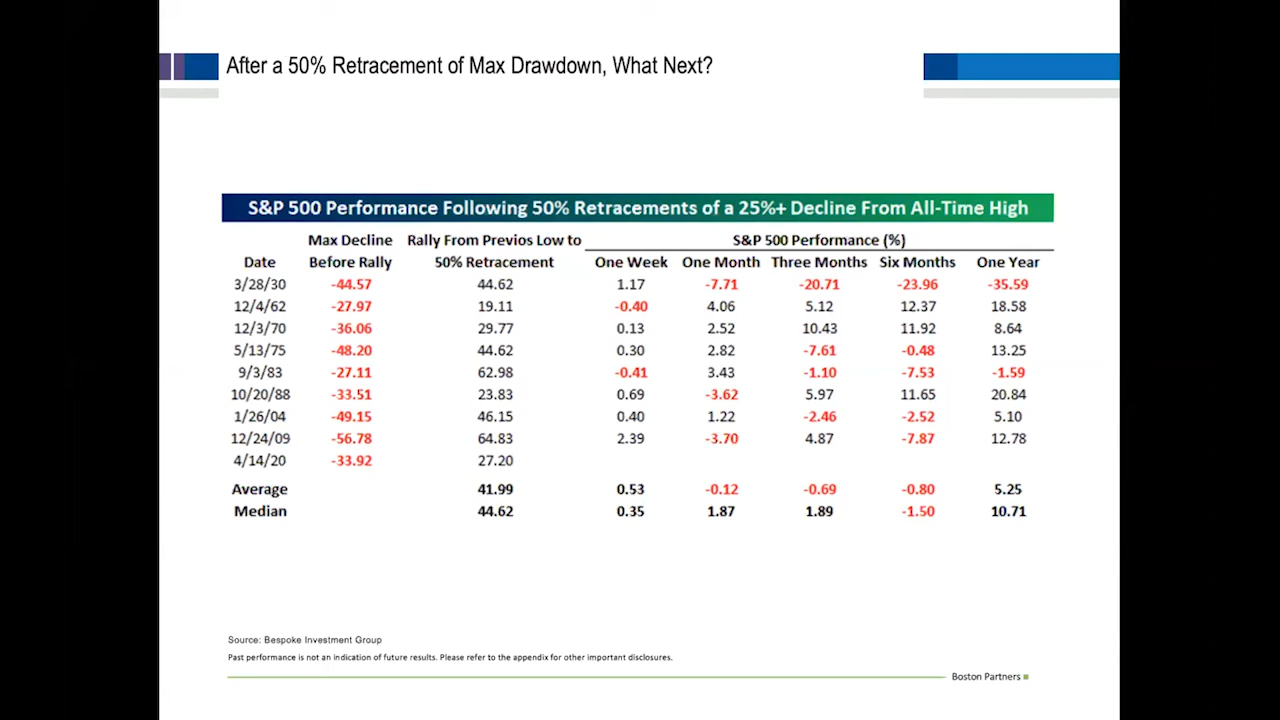 After a 50% Retracement of Max Drawdown, What Next?
S&P 500 Performance Following 50% Retracements of a 25%+ Decline From All-Time High
Max Decline Rally From Previos Low to S&P 500 Performance (%)
Date Before Rally 50% Retracement One Week One Month Three Months Six Months One Year
3/28/30 -44.57 44.62 1.17 -7.71 -20.71 -23.96 -35.59
12/4/62 -27.97 19.11 -0.40 4.06 5.12 12.37 18.58
12/3/70 -36.06 29.77 0.13 2.52 10.43 11.92 8.64
5/13/75 -48.20 44.62 0.30 2.82 -7.61 -0.48 13.25
9/3/83 -27.11 62.98 -0.41 3.43 -1.10 -7.53 -1.59
10/20/88 -33.51 23.83 0.69 -3.62 5.97 11.65 20.84
1/26/04 -49.15 46.15 0.40 1.22 -2.46 -2.52 5.10
12/24/09 -56.78 64.83 2.39 -3.70 4.87 -7.87 12.78
4/14/20 -33.92 27.20
Average 41.99 0.53 -0.12 -0.69 -0.80 5.25
Median 44.62 0.35 1.87 1.89 -1.50 10.71
Source: Bespoke Investment Group
Past performance is not an indication of future results. Please refer to the appendix for other important disclosures.
Boston Partners